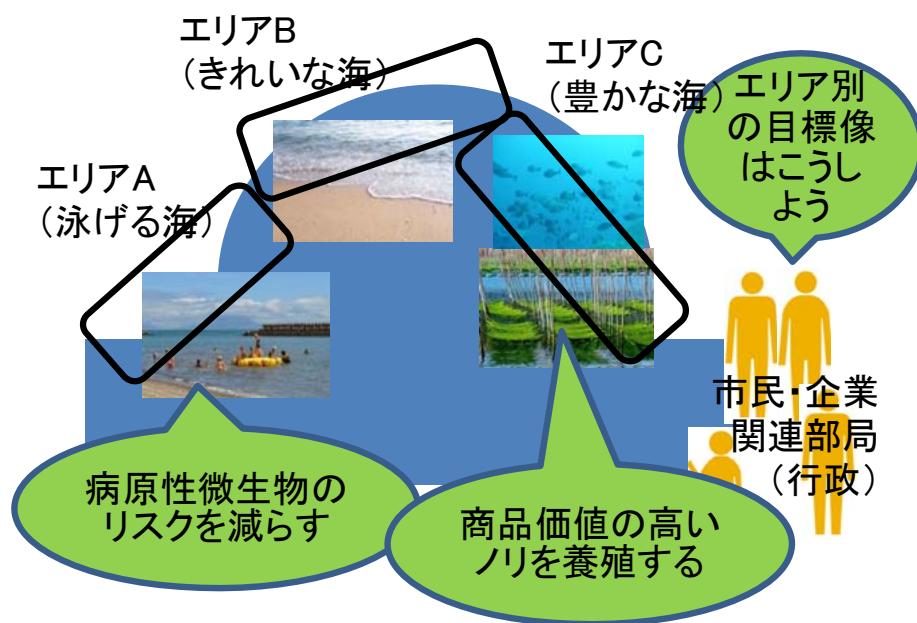 エリアB
（きれいな海）
エリアC
（豊かな海）
エリアA
（泳げる海）
エリア別
の目標像
はこうし
よう
市民・企業
関連部局
（行政）
病原性微生物の
リスクを減らす
商品価値の高い
ノリを養殖する